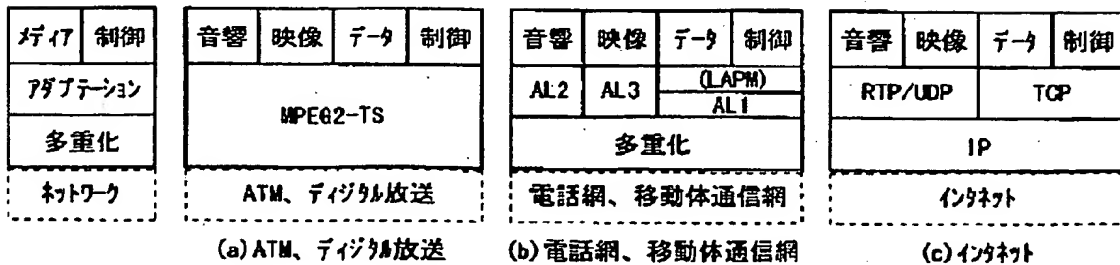 メディア 制御
アダプテーション
多重化
ネットワーク
音響 映像 データ 制御
MPEG2-TS
ATM、ディジタル放送
(a)ATM、ディジタル放送
音響 映像 データ 制御
AL2 AL3 (LAPM)
AL1
多重化
電話網、移動体通信網
(b)電話網、移動体通信網
音響 映像 データ 制御
RTP/UDP TCP
IP
インタネット
(c)インタネット